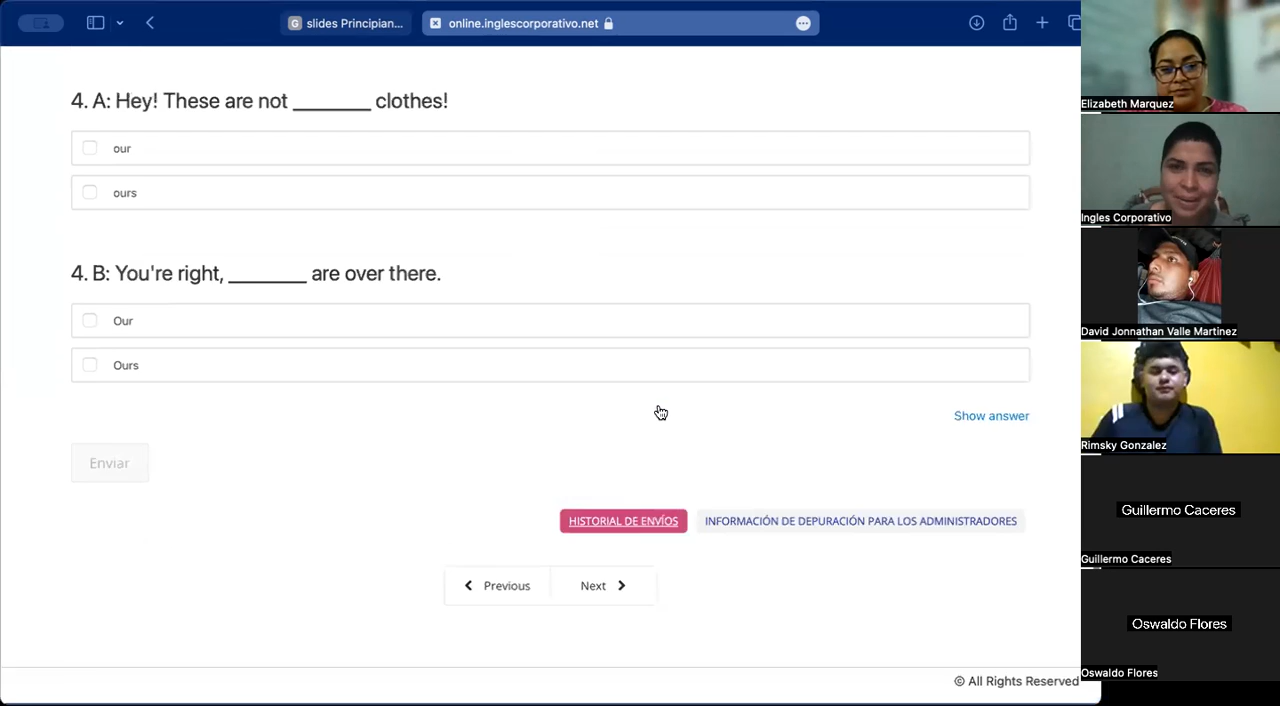 slides Principian...
online.inglescorporativo.net
4. A: Hey! These are not ________ clothes!
our
ours
4. B: You're right, ________ are over there.
Our
Ours
Show answer
Enviar
HISTORIAL DE ENVÍOS
INFORMACIÓN DE DEPURACIÓN PARA LOS ADMINISTRADORES
Previous
Next
© All Rights Reserved
Elizabeth Marquez
Ingles Corporativo
David Jonnathan Valle Martinez
Rimsky Gonzalez
Guillermo Caceres
Guillermo Caceres
Oswaldo Flores
Oswaldo Flores